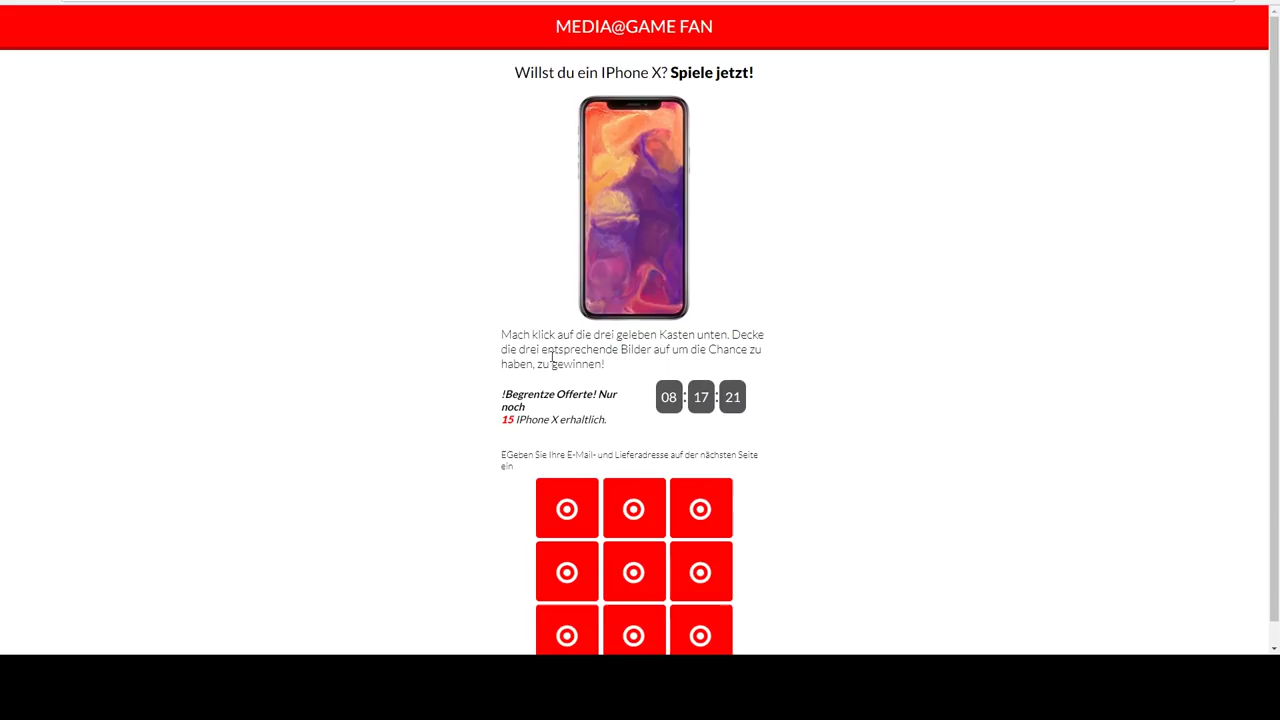 MEDIA@GAME FAN
Willst du ein IPhone X? Spiele jetzt!
Mach klick auf die drei geleben Kasten unten. Decke
die drei entsprechende Bilder auf um die Chance zu
haben, zu gewinnen!
!Begrentze Offerte! Nur
noch
15 IPhone X erhaltlich.
08:17:21
EGeben Sie Ihre E-Mail- und Lieferadresse auf der nächsten Seite
ein